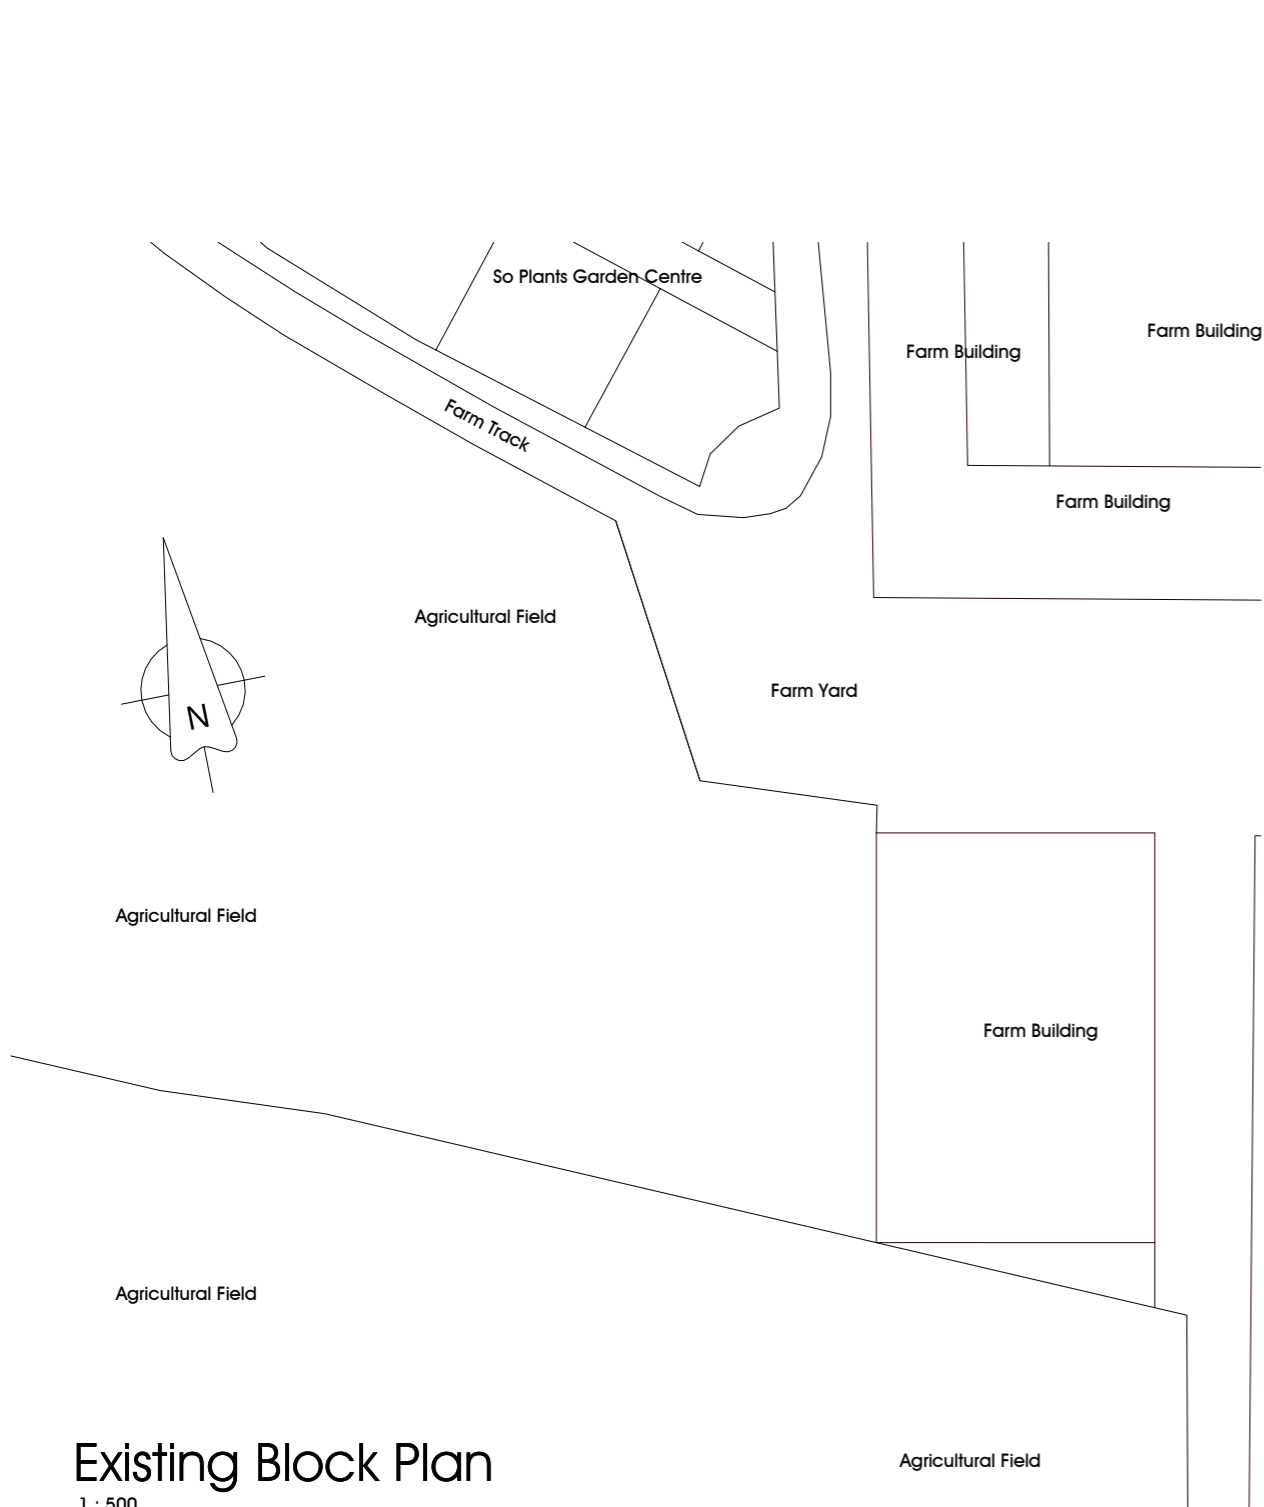 So Plants Garden Centre
Farm Building
Farm Building
Farm Track
Farm Building
Agricultural Field
Farm Yard
N
Agricultural Field
Farm Building
Agricultural Field
Existing Block Plan
Agricultural Field
1 : 500